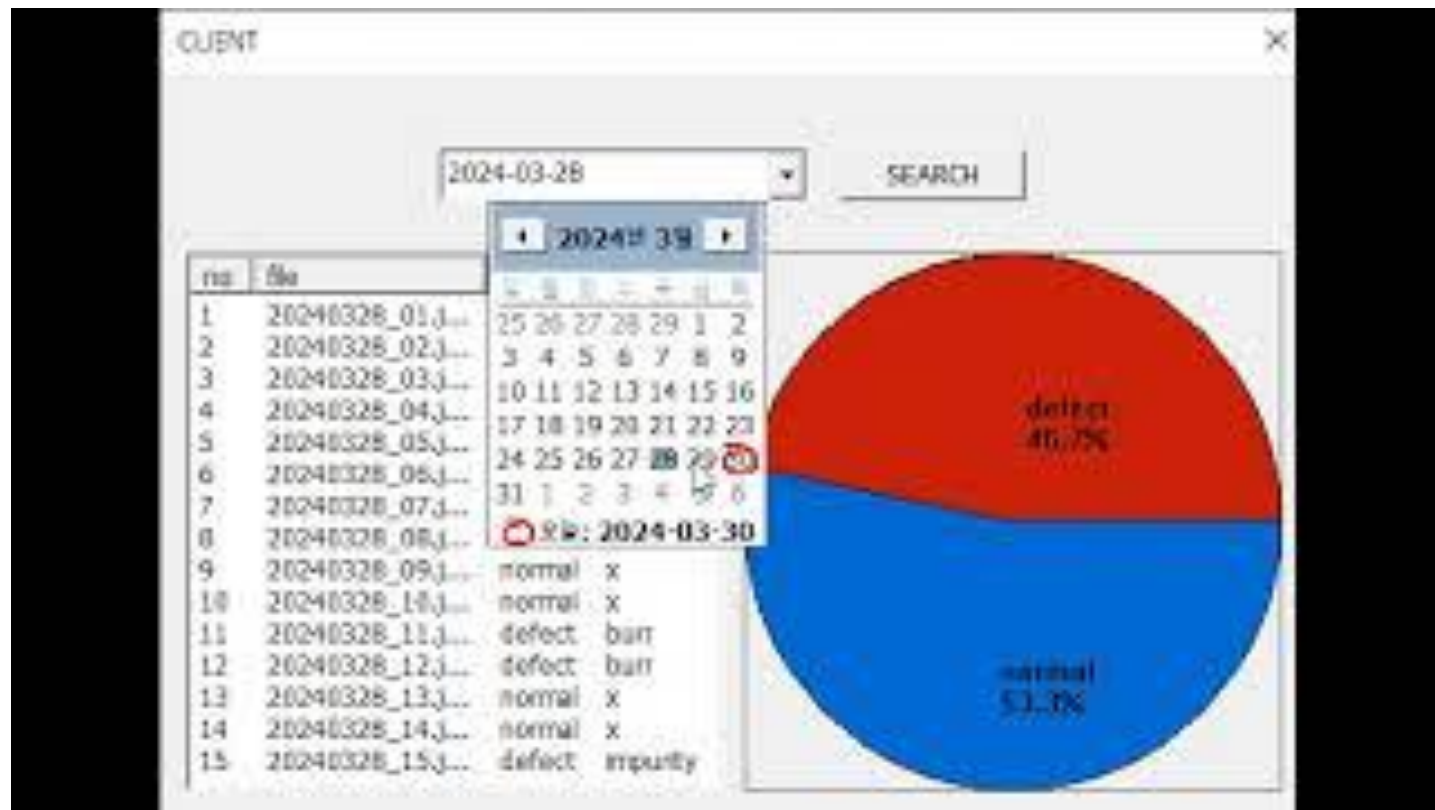 CLIENT
2024-03-28
SEARCH
2024년 3월
no file
25 26 27 28 29 1 2
3 4 5 6 7 8 9
10 11 12 13 14 15 16
17 18 19 20 21 22 23
24 25 26 27 28 29
31 1 2 3 4 5 6
오늘: 2024-03-30
1 20240328_01.j...
2 20240328_02.j...
3 20240328_03.j...
4 20240328_04.j...
5 20240328_05.j...
6 20240328_06.j...
7 20240328_07.j...
8 20240328_08.j...
9 20240328_09.j... normal x
10 20240328_10.j... normal x
11 20240328_11.j... defect burr
12 20240328_12.j... defect burr
13 20240328_13.j... normal x
14 20240328_14.j... normal x
15 20240328_15.j... defect impurity
defect
46.7%
normal
53.3%